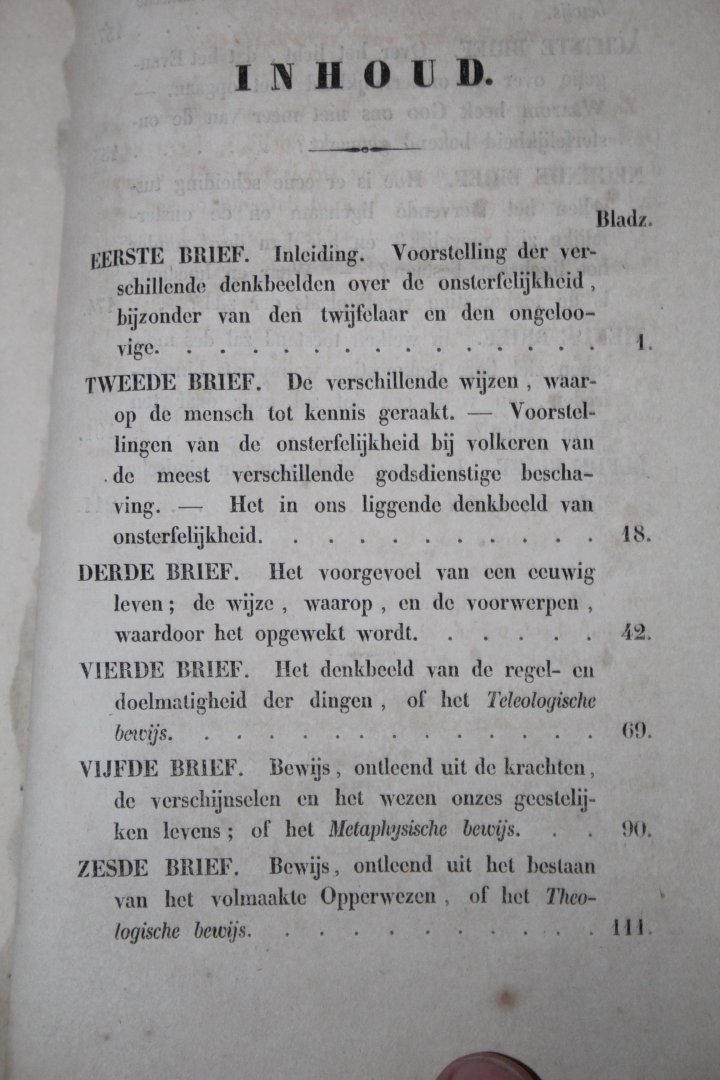 INHOUD.
Bladz.
EERSTE BRIEF. Inleiding. Voorstelling der ver-
schillende denkbeelden over de onsterfelijkheid,
bijzonder van den twijfelaar en den ongeloo-
vige. . . . . . . . . . . . . . . 1.
TWEEDE BRIEF. De verschillende wijzen, waar-
op de mensch tot kennis geraakt. — Voorstel-
lingen van de onsterfelijkheid bij volkeren van
de meest verschillende godsdienstige bescha-
ving. — Het in ons liggende denkbeeld van
onsterfelijkheid. . . . . . . . . . . 18.
DERDE BRIEF. Het voorgevoel van een eeuwig
leven; de wijze, waarop, en de voorwerpen,
waardoor het opgewekt wordt. . . . . . 42.
VIERDE BRIEF. Het denkbeeld van de regel- en
doelmatigheid der dingen, of het Teleologische
bewijs. . . . . . . . . . . . . . 69.
VIJFDE BRIEF. Bewijs, ontleend uit de krachten,
de verschijnselen en het wezen onzes geestelij-
ken levens; of het Metaphysische bewijs. . . 90.
ZESDE BRIEF. Bewijs, ontleend uit het bestaan
van het volmaakte Opperwezen, of het Theo-
logische bewijs. . . . . . . . . . . 111.